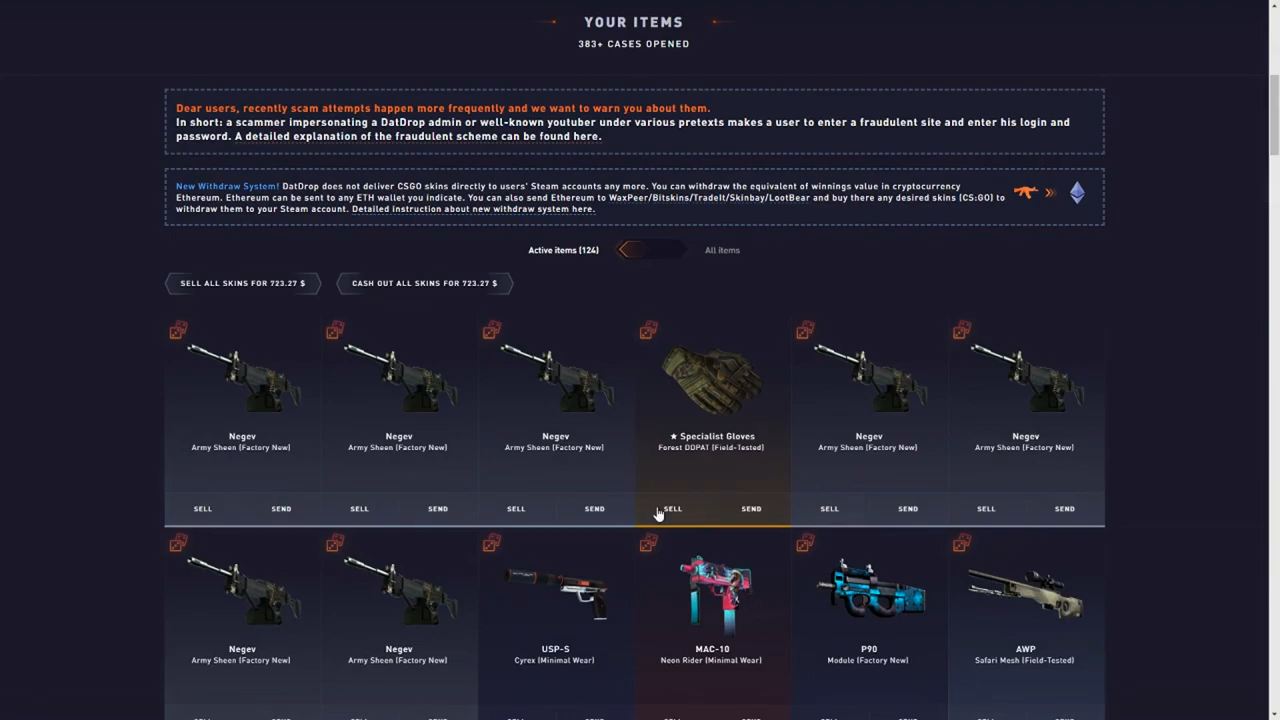 YOUR ITEMS
383+ CASES OPENED
Dear users, recently scam attempts happen more frequently and we want to warn you about them.
In short: a scammer impersonating a DatDrop admin or well-known youtuber under various pretexts makes a user to enter a fraudulent site and enter his login and
password. A detailed explanation of the fraudulent scheme can be found here.
New Withdraw System! DatDrop does not deliver CSGO skins directly to users' Steam accounts any more. You can withdraw the equivalent of winnings value in cryptocurrency
Ethereum. Ethereum can be sent to any ETH wallet you indicate. You can also send Ethereum to WaxPeer/Bitskins/TradeIt/Skinbay/LootBear and buy there any desired skins (CS:GO) to
withdraw them to your Steam account. Detailed instruction about new withdraw system here.
Active items (124) All items
SELL ALL SKINS FOR 723.27 $ CASH OUT ALL SKINS FOR 723.27 $
Negev Negev Negev ★ Specialist Gloves Negev Negev
Army Sheen (Factory New) Army Sheen (Factory New) Army Sheen (Factory New) Forest DDPAT (Field-Tested) Army Sheen (Factory New) Army Sheen (Factory New)
SELL SEND SELL SEND SELL SEND SELL SEND SELL SEND SELL SEND
Negev Negev USP-S MAC-10 P90 AWP
Army Sheen (Factory New) Army Sheen (Factory New) Cyrex (Minimal Wear) Neon Rider (Minimal Wear) Module (Factory New) Safari Mesh (Field-Tested)